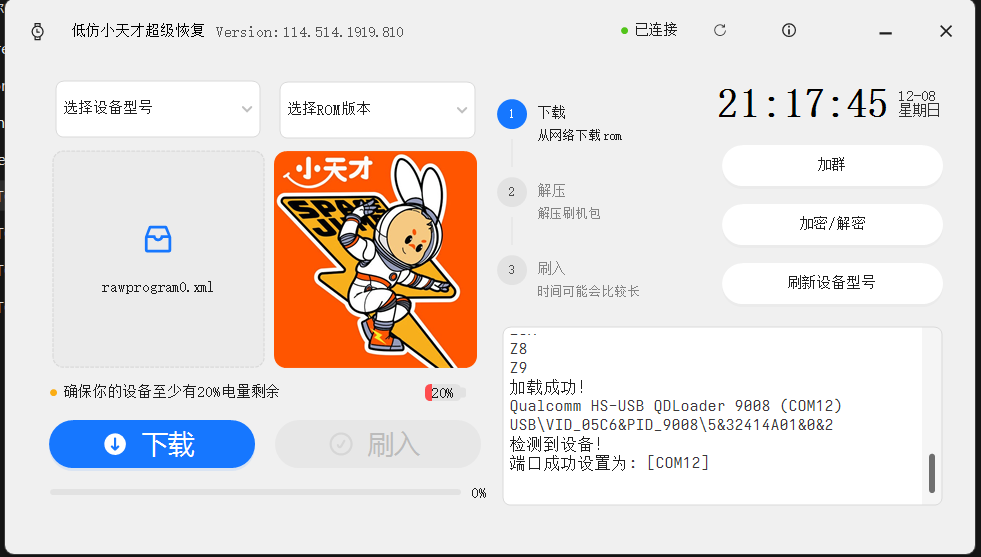 低仿小天才超级恢复 Version: 114.514.1919.810
已连接
选择设备型号
选择ROM版本
rawprogram0.xml
小天才
SPACE
确保你的设备至少有20%电量剩余
20%
下载
刷入
0%
1
下载
从网络下载rom
2
解压
解压刷机包
3
刷入
时间可能会比较长
21:17:45
12-08
星期日
加群
加密/解密
刷新设备型号
Z8
Z9
加载成功!
Qualcomm HS-USB QDLoader 9008 (COM12)
USB\VID_05C6&PID_9008\5&32414A01&0&2
检测到设备!
端口成功设置为: [COM12]